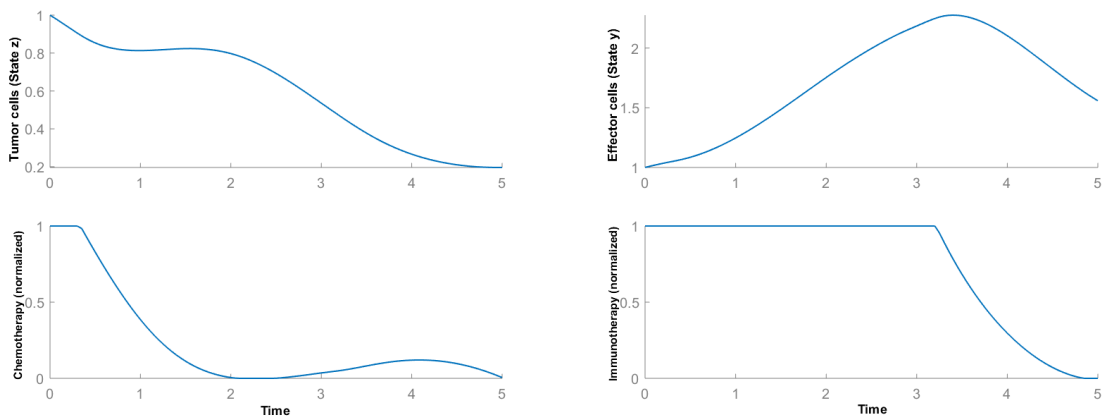 Tumor cells (State z)
1
0.8
0.6
0.4
0.2
0 1 2 3 4 5
Effector cells (State y)
2
1.5
1
0 1 2 3 4 5
Chemotherapy (normalized)
1
0.5
0
0 1 2 3 4 5
Time
Immunotherapy (normalized)
1
0.5
0
0 1 2 3 4 5
Time